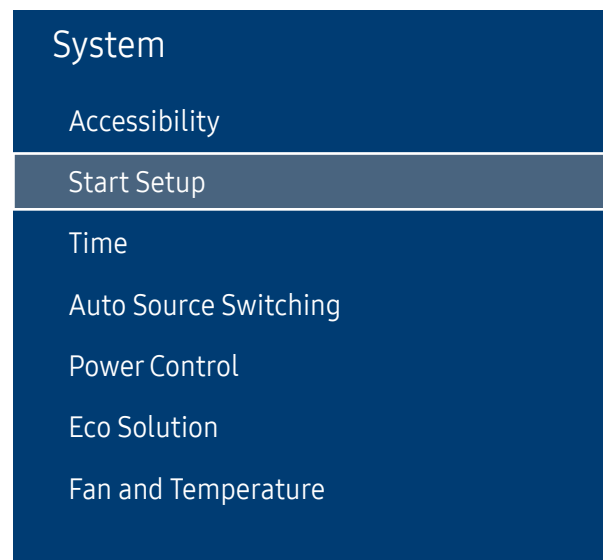 System
Accessibility
Start Setup
Time
Auto Source Switching
Power Control
Eco Solution
Fan and Temperature